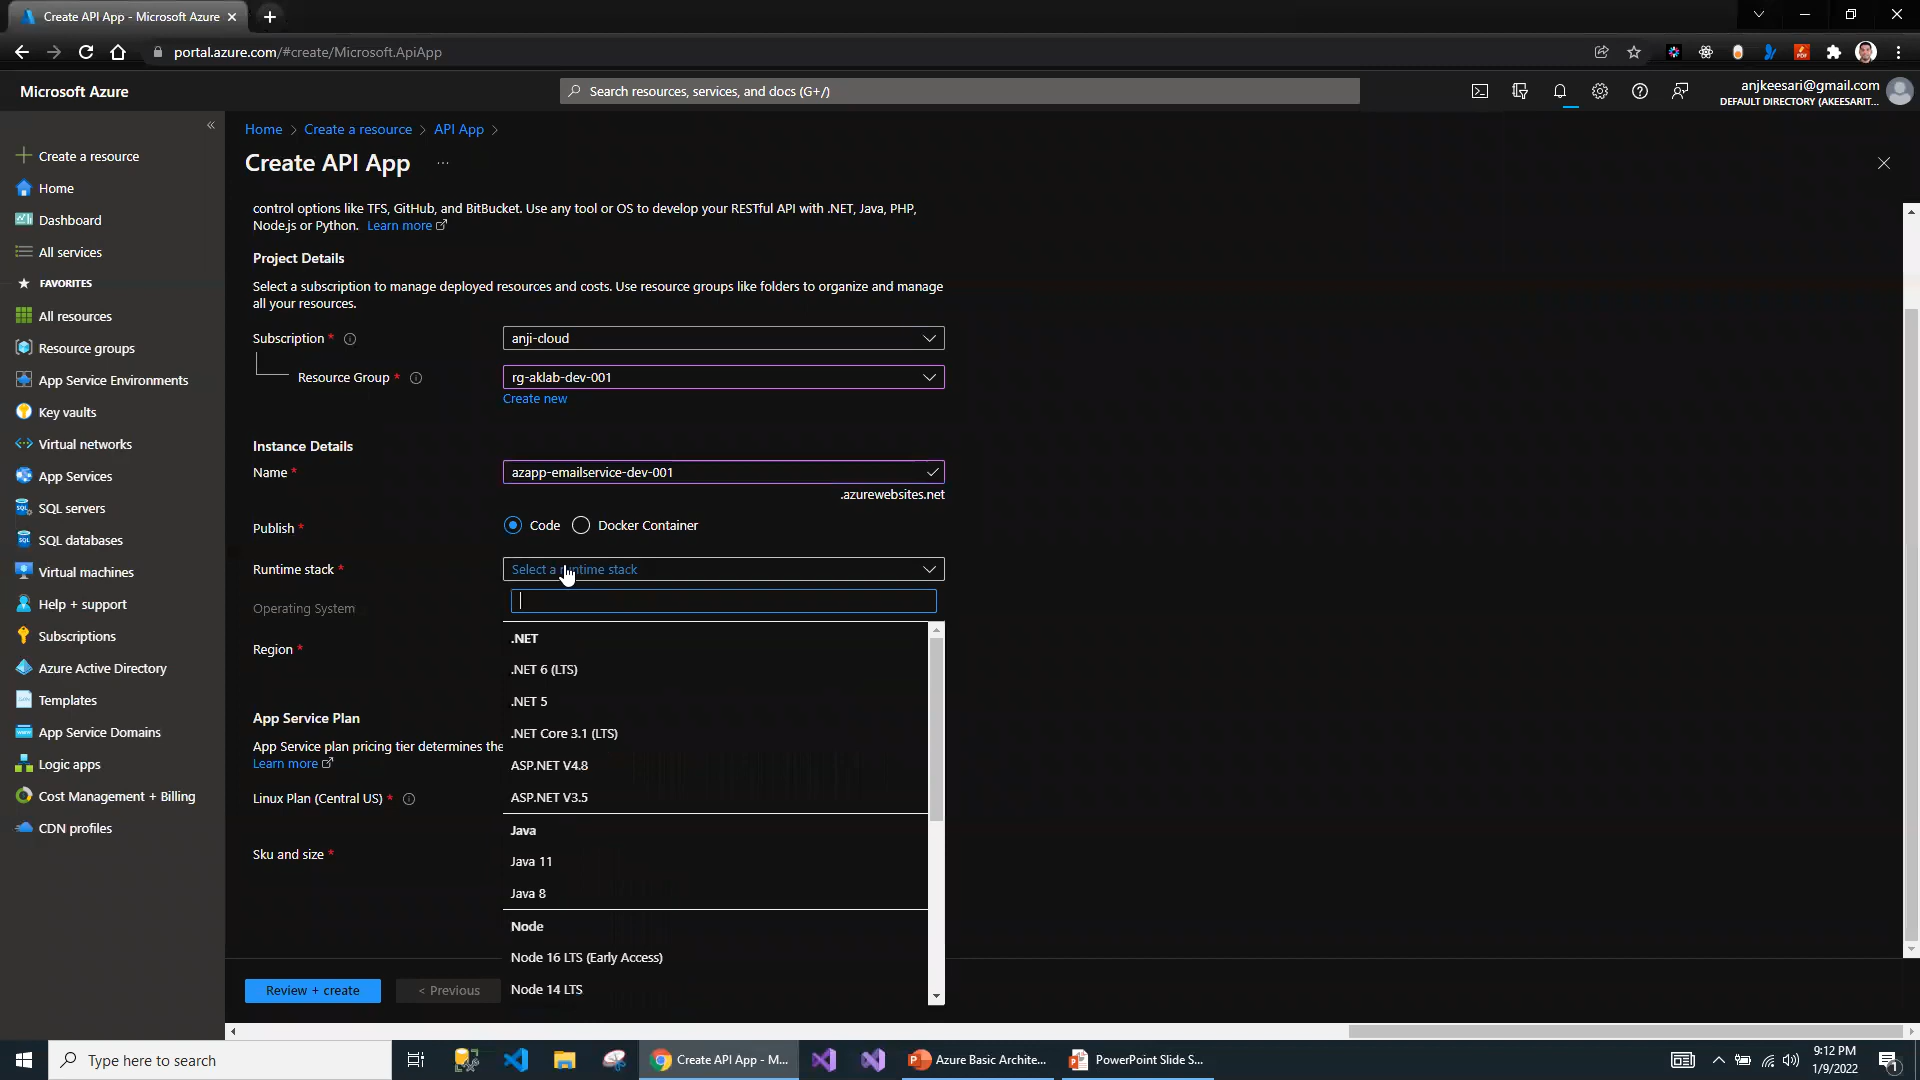 Create API App - Microsoft Azure
portal.azure.com/#create/Microsoft.ApiApp
Microsoft Azure
Search resources, services, and docs (G+/)
anjkeesari@gmail.com
DEFAULT DIRECTORY (AKEESARIT...
Home
Create a resource
API App
Create API App
...
Create a resource
Home
Dashboard
All services
FAVORITES
All resources
Resource groups
App Service Environments
Key vaults
Virtual networks
App Services
SQL servers
SQL databases
Virtual machines
Help + support
Subscriptions
Azure Active Directory
Templates
App Service Domains
Logic apps
Cost Management + Billing
CDN profiles
control options like TFS, GitHub, and BitBucket. Use any tool or OS to develop your RESTful API with .NET, Java, PHP,
Node.js or Python. Learn more
Project Details
Select a subscription to manage deployed resources and costs. Use resource groups like folders to organize and manage
all your resources.
Subscription *
anji-cloud
Resource Group *
rg-aklab-dev-001
Create new
Instance Details
Name *
azapp-emailservice-dev-001
.azurewebsites.net
Publish *
Code
Docker Container
Runtime stack *
Select a runtime stack
Operating System
Region *
.NET
.NET 6 (LTS)
.NET 5
.NET Core 3.1 (LTS)
ASP.NET V4.8
ASP.NET V3.5
Java
Java 11
Java 8
Node
Node 16 LTS (Early Access)
Node 14 LTS
App Service Plan
App Service plan pricing tier determines the
Learn more
Linux Plan (Central US) *
Sku and size *
Review + create
< Previous
Type here to search
Create API App - M...
Azure Basic Archite...
PowerPoint Slide S...
9:12 PM
1/9/2022
1